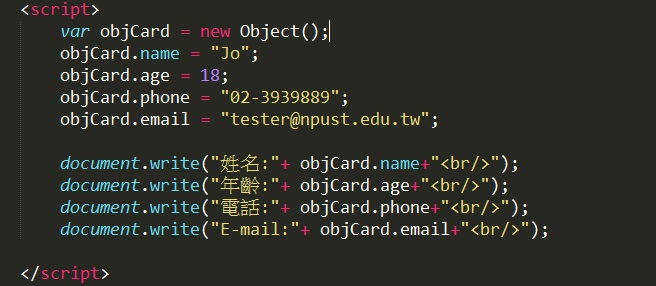 <script>
var objCard = new Object();
objCard.name = "Jo";
objCard.age = 18;
objCard.phone = "02-3939889";
objCard.email = "tester@npust.edu.tw";
document.write("姓名:"+ objCard.name+"<br/>");
document.write("年齡:"+ objCard.age+"<br/>");
document.write("電話:"+ objCard.phone+"<br/>");
document.write("E-mail:"+ objCard.email+"<br/>");
</script>